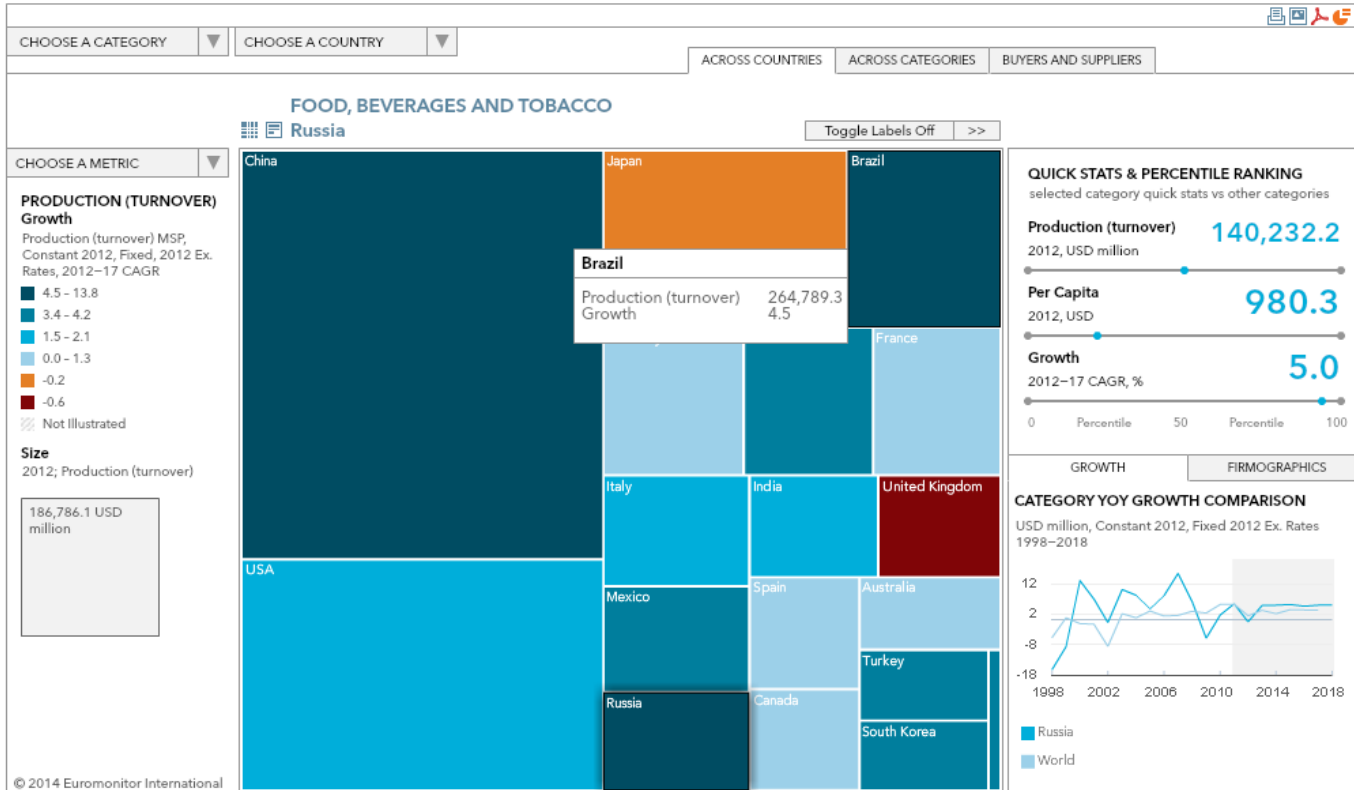 CHOOSE A CATEGORY
CHOOSE A COUNTRY
ACROSS COUNTRIES
ACROSS CATEGORIES
BUYERS AND SUPPLIERS
FOOD, BEVERAGES AND TOBACCO
Russia
Toggle Labels Off
>>
CHOOSE A METRIC
PRODUCTION (TURNOVER)
Growth
Production (turnover) MSP,
Constant 2012, Fixed, 2012 Ex.
Rates, 2012-17 CAGR
4.5 - 13.8
3.4 - 4.2
1.5 - 2.1
0.0 - 1.3
-0.2
-0.6
Not Illustrated
Size
2012; Production (turnover)
186,786.1 USD
million
© 2014 Euromonitor International
China
Japan
Brazil
Brazil
Production (turnover) 264,789.3
Growth 4.5
France
Italy
India
United Kingdom
USA
Mexico
Spain
Australia
Turkey
Russia
Canada
South Korea
QUICK STATS & PERCENTILE RANKING
selected category quick stats vs other categories
Production (turnover)
2012, USD million
140,232.2
Per Capita
2012, USD
980.3
Growth
2012-17 CAGR, %
5.0
0 Percentile 50 Percentile 100
GROWTH
FIRMOGRAPHICS
CATEGORY YOY GROWTH COMPARISON
USD million, Constant 2012, Fixed 2012 Ex. Rates
1998-2018
12
2
-8
-18
1998 2002 2006 2010 2014 2018
Russia
World